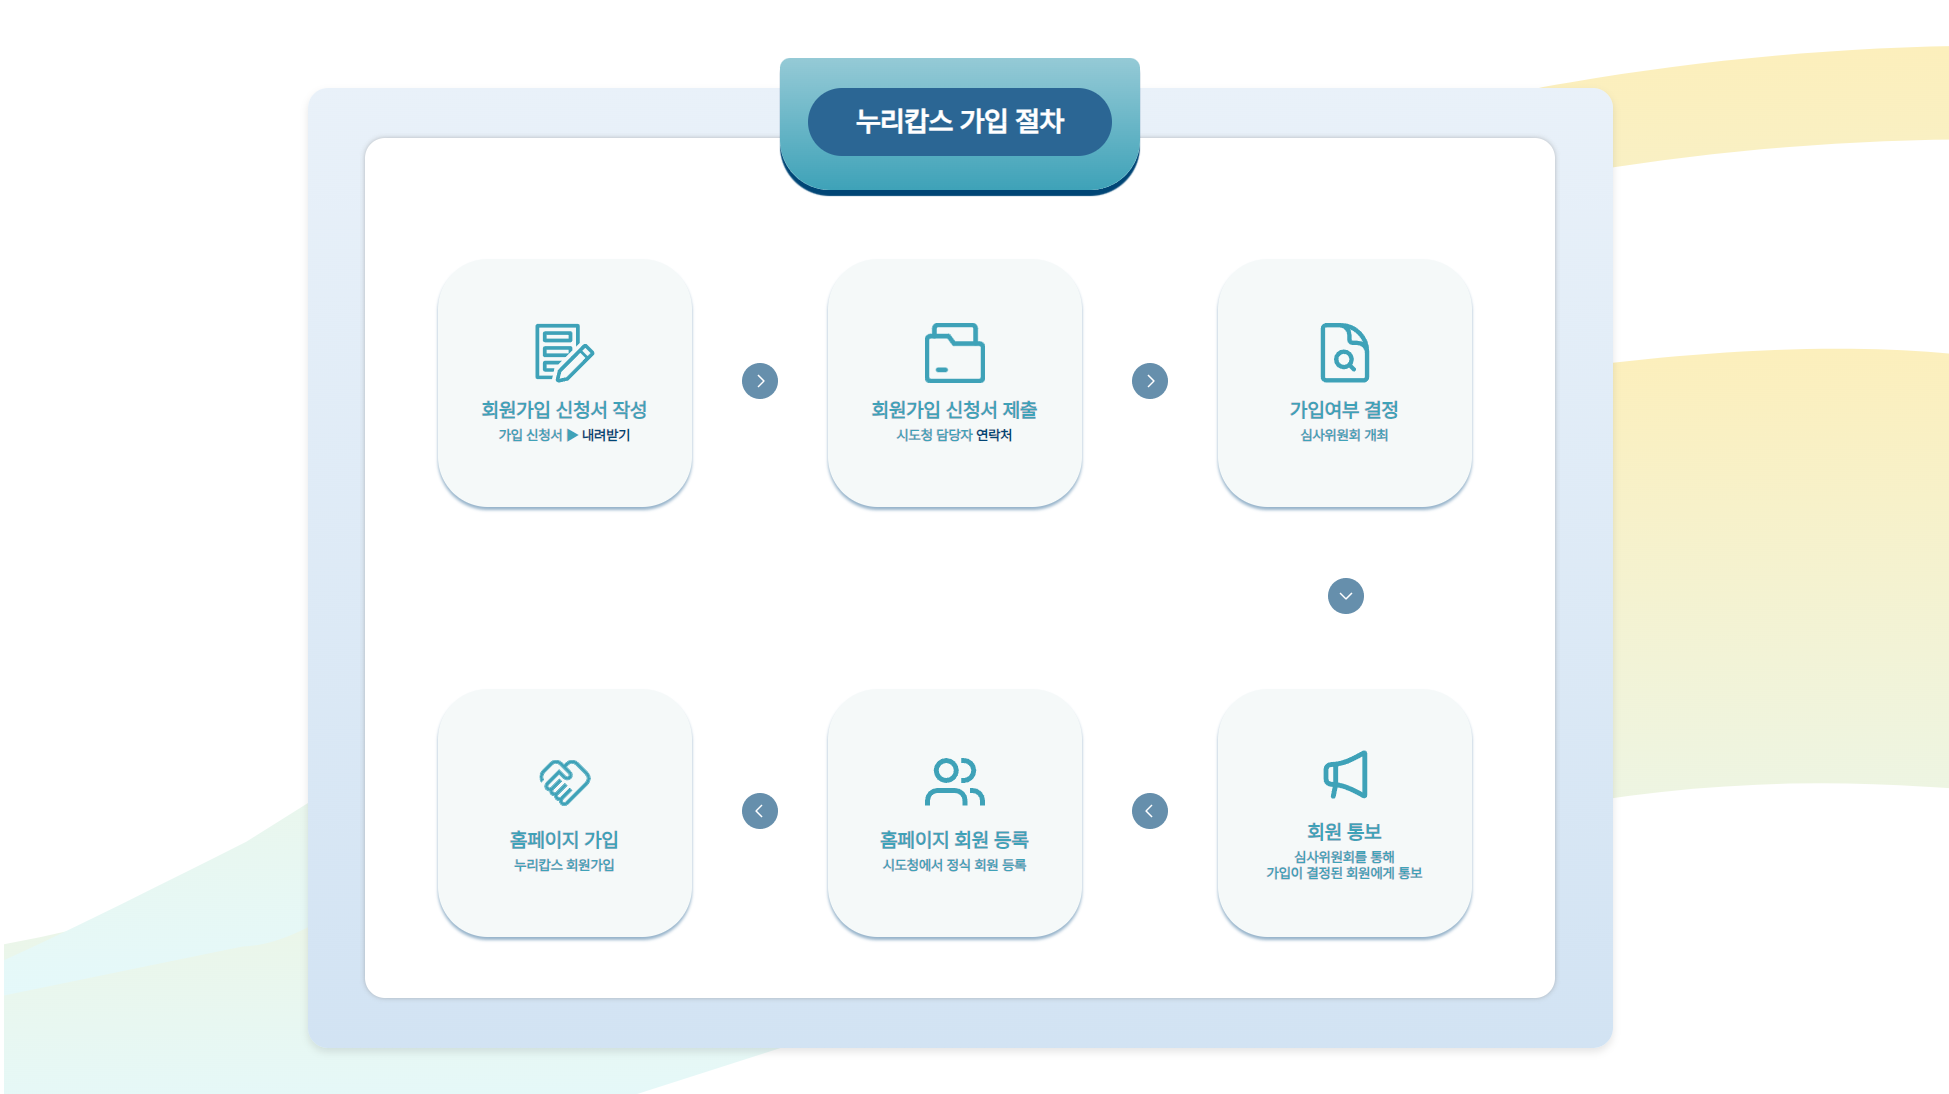 누리캅스 가입 절차
회원가입 신청서 작성
가입 신청서 ▶ 내려받기
회원가입 신청서 제출
시도청 담당자 연락처
가입여부 결정
심사위원회 개최
회원 통보
심사위원회를 통해
가입이 결정된 회원에게 통보
홈페이지 회원 등록
시도청에서 정식 회원 등록
홈페이지 가입
누리캅스 회원가입